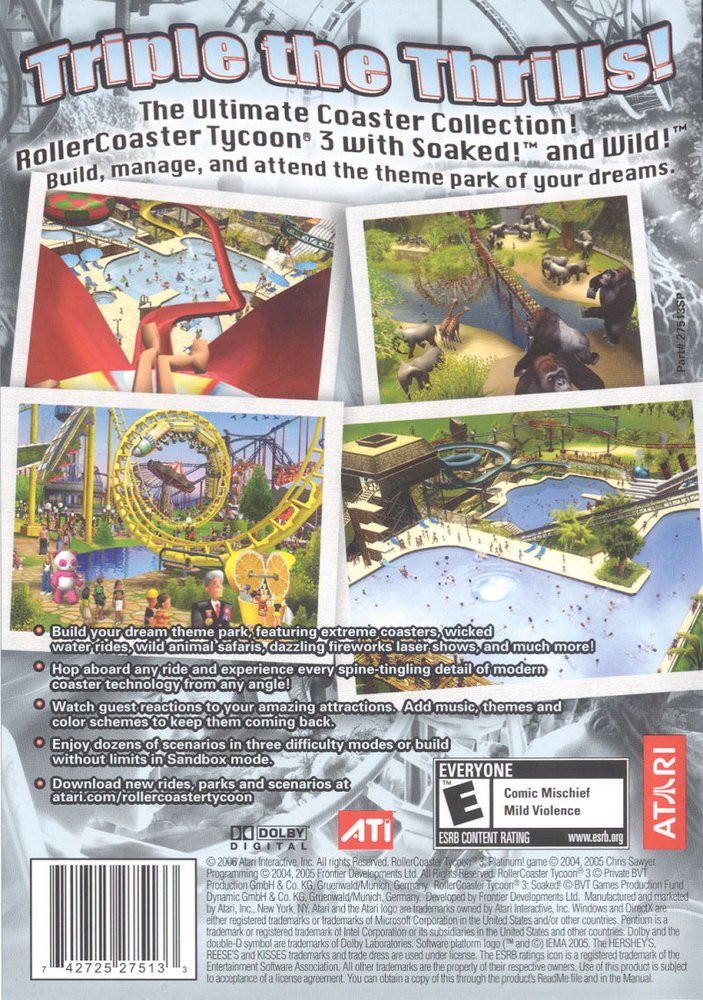 Triple the Thrills!
The Ultimate Coaster Collection!
RollerCoaster Tycoon® 3 with Soaked!™ and Wild!™
Build, manage, and attend the theme park of your dreams.
Part# 27513SP
• Build your dream theme park, featuring extreme coasters, wicked
water rides, wild animal safaris, dazzling fireworks laser shows, and much more!
• Hop aboard any ride and experience every spine-tingling detail of modern
coaster technology from any angle!
• Watch guest reactions to your amazing attractions. Add music, themes and
color schemes to keep them coming back.
• Enjoy dozens of scenarios in three difficulty modes or build
without limits in Sandbox mode.
• Download new rides, parks and scenarios at
atari.com/rollercoastertycoon
EVERYONE
E™
Comic Mischief
Mild Violence
ESRB CONTENT RATING www.esrb.org
ATARI
DOLBY
DIGITAL
ATi
© 2006 Atari Interactive, Inc. All rights Reserved. RollerCoaster Tycoon® 3: Platinum! game © 2004, 2005 Chris Sawyer.
Programming © 2004, 2005 Frontier Developments Ltd. All Rights Reserved. RollerCoaster Tycoon® 3 © Private BVT
Production GmbH & Co. KG, Gruenwald/Munich, Germany. RollerCoaster Tycoon® 3: Soaked! © BVT Games Production Fund
Dynamic GmbH & Co. KG, Gruenwald/Munich, Germany. Developed by Frontier Developments Ltd. Manufactured and marketed
by Atari, Inc., New York, NY. Atari and the Atari logo are trademarks owned by Atari Interactive, Inc. Windows and DirectX are
either registered trademarks or trademarks of Microsoft Corporation in the United States and/or other countries. Pentium is a
trademark or registered trademark of Intel Corporation or its subsidiaries in the United States and/or other countries. Dolby and the
double-D symbol are trademarks of Dolby Laboratories. Software platform logo (™ and ©) IEMA 2005. The HERSHEY'S,
REESE'S and KISSES trademarks and trade dress are used under license. The ESRB ratings icon is a registered trademark of the
Entertainment Software Association. All other trademarks are the property of their respective owners. Use of this product is subject
to acceptance of a license agreement. You can obtain a copy of this through the product's ReadMe file and in the Manual.
7 42725 27513 3